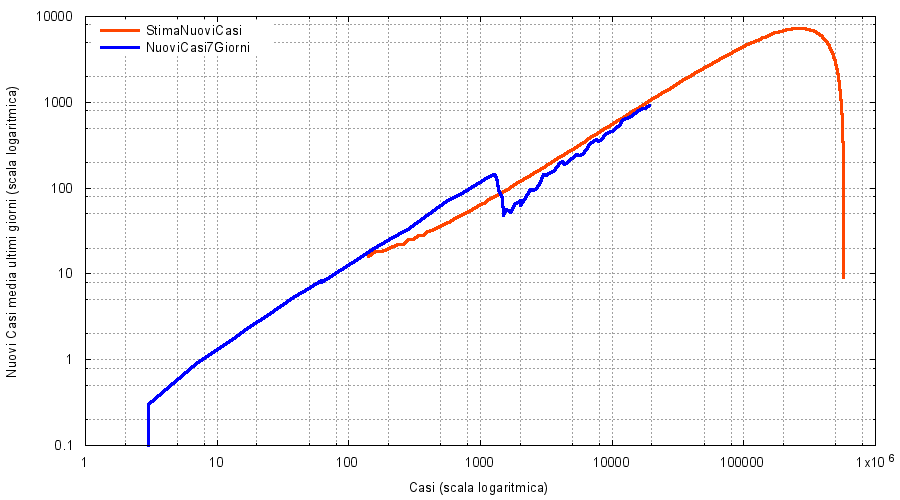 StimaNuoviCasi
NuoviCasi7Giorni
10000
1000
100
10
1
0.1
Nuovi Casi media ultimi giorni (scala logaritmica)
1
10
100
1000
10000
100000
1x10 6
Casi (scala logaritmica)